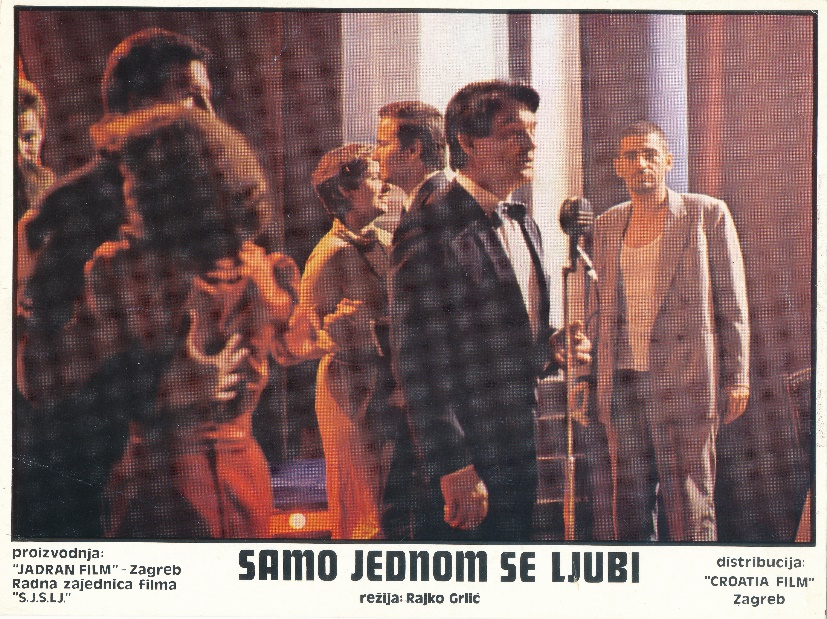 proizvodnja:
"JADRAN FILM" - Zagreb
Radna zajednica filma
"S.J.S.LJ."
SAMO JEDNOM SE LJUBI
režija: Rajko Grlić
distribucija:
"CROATIA FILM"
Zagreb